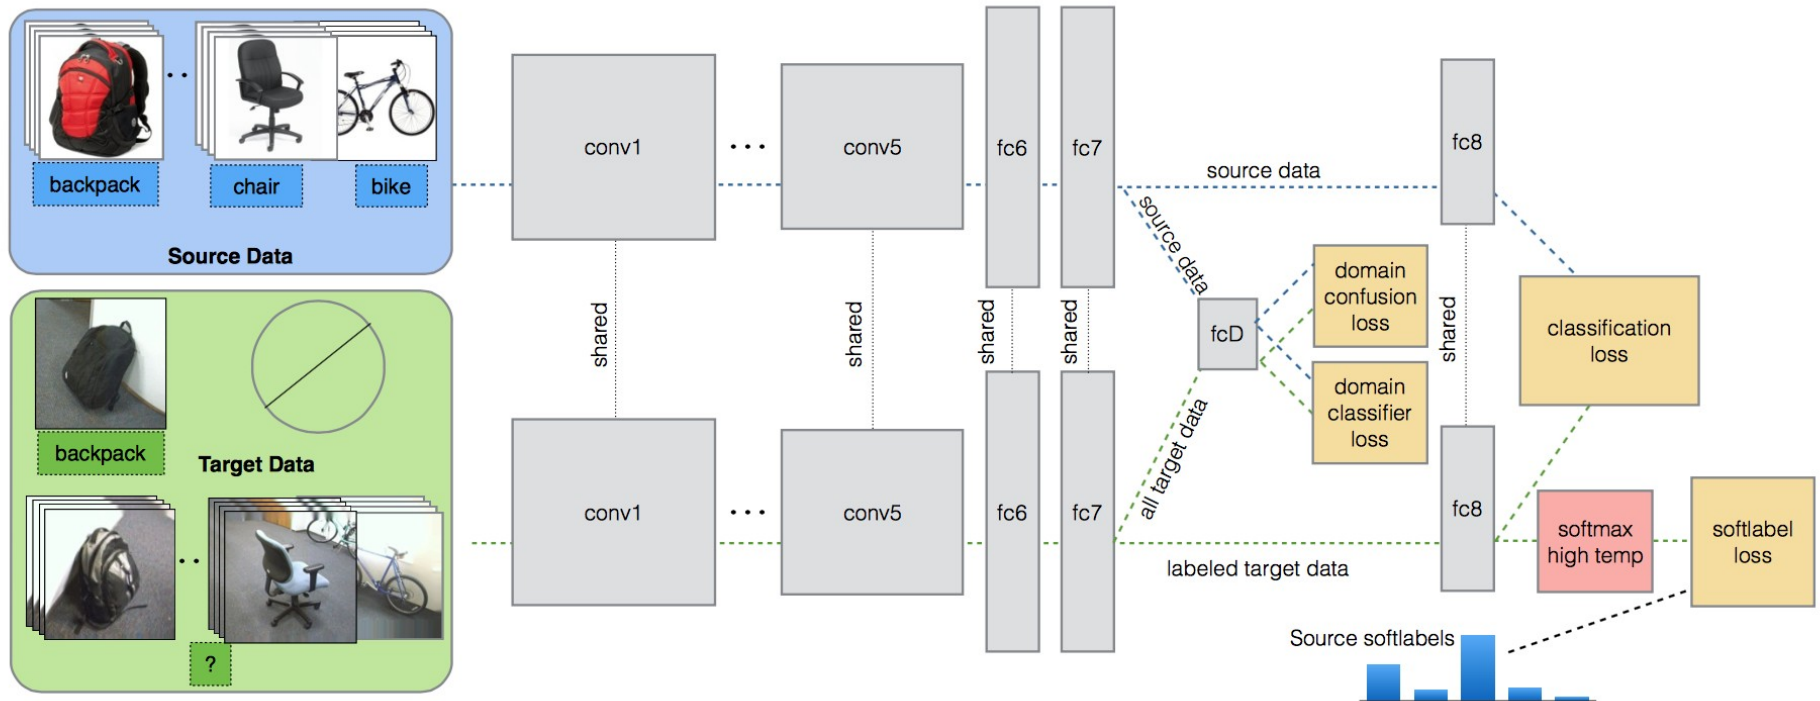 backpack
chair
bike
Source Data
backpack
Target Data
?
conv1
conv5
fc6
fc7
shared
shared
shared
shared
conv1
conv5
fc6
fc7
source data
source data
all target data
labeled target data
fcD
domain
confusion
loss
domain
classifier
loss
fc8
shared
fc8
classification
loss
softmax
high temp
softlabel
loss
Source softlabels